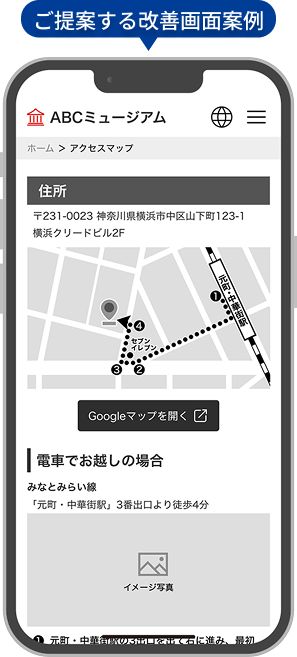 ご提案する改善画面案例
ABCミュージアム
ホーム > アクセスマップ
住所
〒231-0023 神奈川県横浜市中区山下町123-1
横浜クリードビル2F
元町・中華街駅
❶
❹
セブン
イレブン
❸ ❷
Googleマップを開く
電車でお越しの場合
みなとみらい線
「元町・中華街駅」3番出口より徒歩4分
イメージ写真
❶ 元町・中華街駅の3出口を出て右に進み、最初